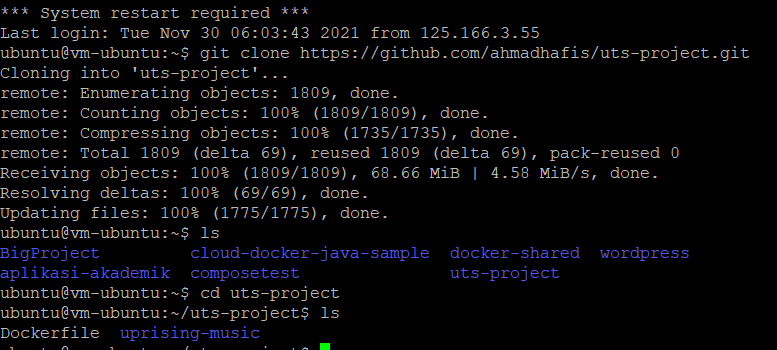 *** System restart required ***
Last login: Tue Nov 30 06:03:43 2021 from 125.166.3.55
ubuntu@vm-ubuntu:~$ git clone https://github.com/ahmadhafis/uts-project.git
Cloning into 'uts-project'...
remote: Enumerating objects: 1809, done.
remote: Counting objects: 100% (1809/1809), done.
remote: Compressing objects: 100% (1735/1735), done.
remote: Total 1809 (delta 69), reused 1809 (delta 69), pack-reused 0
Receiving objects: 100% (1809/1809), 68.66 MiB | 4.58 MiB/s, done.
Resolving deltas: 100% (69/69), done.
Updating files: 100% (1775/1775), done.
ubuntu@vm-ubuntu:~$ ls
BigProject         cloud-docker-java-sample  docker-shared  wordpress
aplikasi-akademik  composetest               uts-project
ubuntu@vm-ubuntu:~$ cd uts-project
ubuntu@vm-ubuntu:~/uts-project$ ls
Dockerfile  uprising-music
ubuntu@vm-ubuntu:~/uts-project$